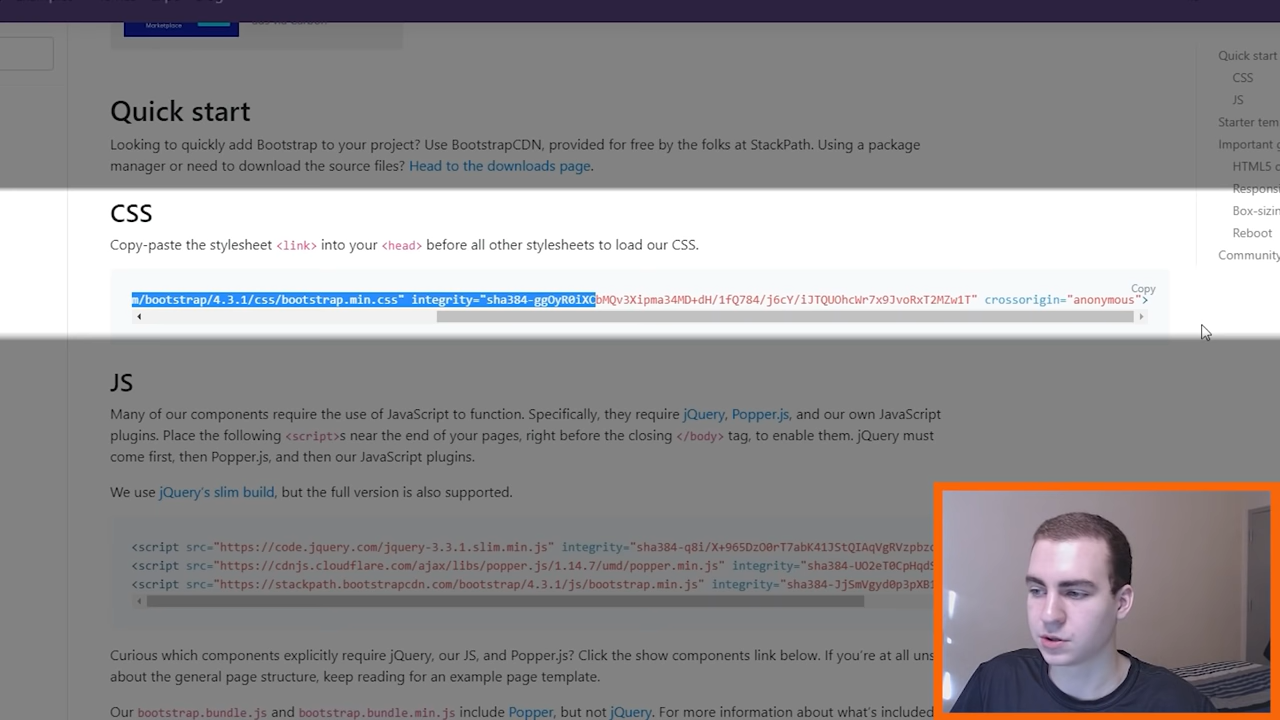 Marketplace
Quick start
Looking to quickly add Bootstrap to your project? Use BootstrapCDN, provided for free by the folks at StackPath. Using a package
manager or need to download the source files? Head to the downloads page.
CSS
Copy-paste the stylesheet <link> into your <head> before all other stylesheets to load our CSS.
Copy
m/bootstrap/4.3.1/css/bootstrap.min.css" integrity="sha384-ggOyR0iXCbMQv3Xipma34MD+dH/1fQ784/j6cY/iJTQUOhcWr7x9JvoRxT2MZw1T" crossorigin="anonymous">
JS
Many of our components require the use of JavaScript to function. Specifically, they require jQuery, Popper.js, and our own JavaScript
plugins. Place the following <script>s near the end of your pages, right before the closing </body> tag, to enable them. jQuery must
come first, then Popper.js, and then our JavaScript plugins.
We use jQuery's slim build, but the full version is also supported.
<script src="https://code.jquery.com/jquery-3.3.1.slim.min.js" integrity="sha384-q8i/X+965DzO0rT7abK41JStQIAqVgRVzpbzc
<script src="https://cdnjs.cloudflare.com/ajax/libs/popper.js/1.14.7/umd/popper.min.js" integrity="sha384-UO2eT0CpHqdS
<script src="https://stackpath.bootstrapcdn.com/bootstrap/4.3.1/js/bootstrap.min.js" integrity="sha384-JjSmVgyd0p3pXB1
Curious which components explicitly require jQuery, our JS, and Popper.js? Click the show components link below. If you're at all uns
about the general page structure, keep reading for an example page template.
Our bootstrap.bundle.js and bootstrap.bundle.min.js include Popper, but not jQuery. For more information about what's included
Quick start
CSS
JS
Starter tem
Important g
HTML5 d
Responsi
Box-sizin
Reboot
Community